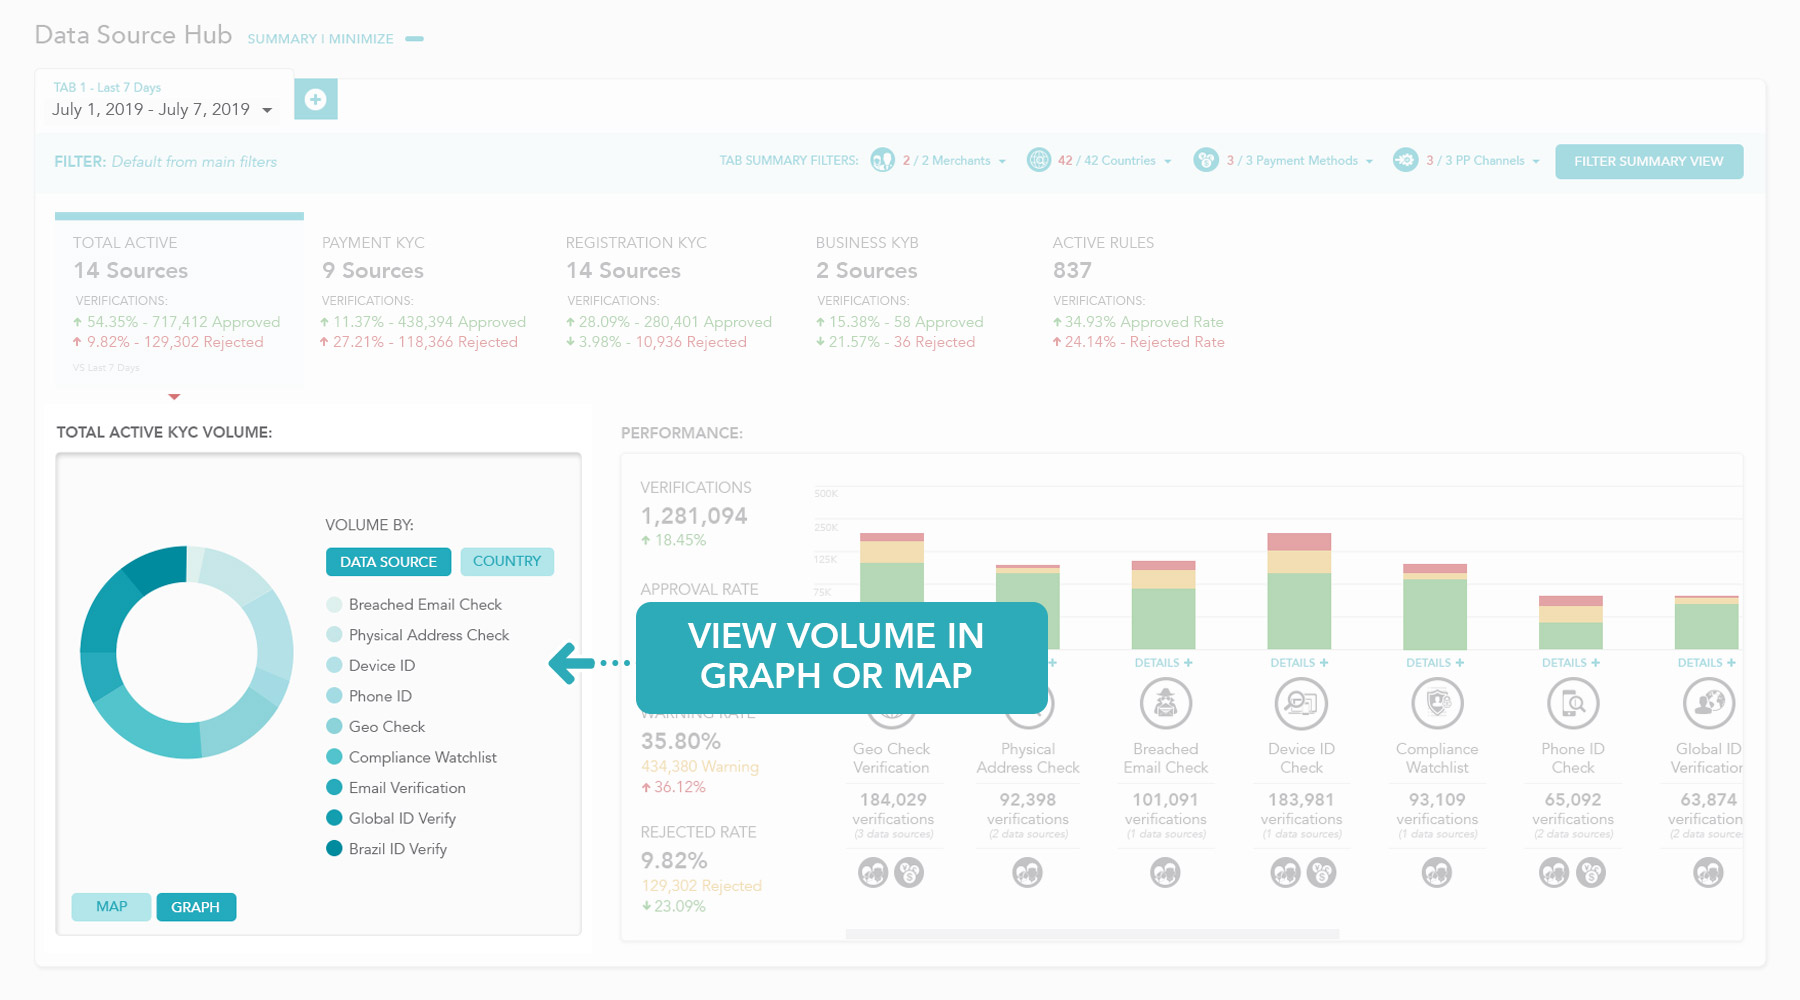 Data Source Hub SUMMARY | MINIMIZE
TAB 1 - Last 7 Days
July 1, 2019 - July 7, 2019
FILTER: Default from main filters
TAB SUMMARY FILTERS: 2 / 2 Merchants 42 / 42 Countries 3 / 3 Payment Methods 3 / 3 PP Channels FILTER SUMMARY VIEW
TOTAL ACTIVE
14 Sources
VERIFICATIONS:
54.35% - 717,412 Approved
9.82% - 129,302 Rejected
VS Last 7 Days
PAYMENT KYC
9 Sources
VERIFICATIONS:
11.37% - 438,394 Approved
27.21% - 118,366 Rejected
REGISTRATION KYC
14 Sources
VERIFICATIONS:
28.09% - 280,401 Approved
3.98% - 10,936 Rejected
BUSINESS KYB
2 Sources
VERIFICATIONS:
15.38% - 58 Approved
21.57% - 36 Rejected
ACTIVE RULES
837
VERIFICATIONS:
34.93% Approved Rate
24.14% - Rejected Rate
TOTAL ACTIVE KYC VOLUME:
VOLUME BY:
DATA SOURCE COUNTRY
Breached Email Check
Physical Address Check
Device ID
Phone ID
Geo Check
Compliance Watchlist
Email Verification
Global ID Verify
Brazil ID Verify
MAP GRAPH
VIEW VOLUME IN
GRAPH OR MAP
PERFORMANCE:
VERIFICATIONS
1,281,094
18.45%
APPROVAL RATE
WARNING RATE
35.80%
434,380 Warning
36.12%
REJECTED RATE
9.82%
129,302 Rejected
23.09%
500K
250K
125K
75K
DETAILS + DETAILS + DETAILS + DETAILS + DETAILS +
Geo Check
Verification
184,029
verifications
(3 data sources)
Physical
Address Check
92,398
verifications
(2 data sources)
Breached
Email Check
101,091
verifications
(1 data sources)
Device ID
Check
183,981
verifications
(1 data sources)
Compliance
Watchlist
93,109
verifications
(1 data sources)
Phone ID
Check
65,092
verifications
(2 data sources)
Global ID
Verification
63,874
verifications
(2 data sources